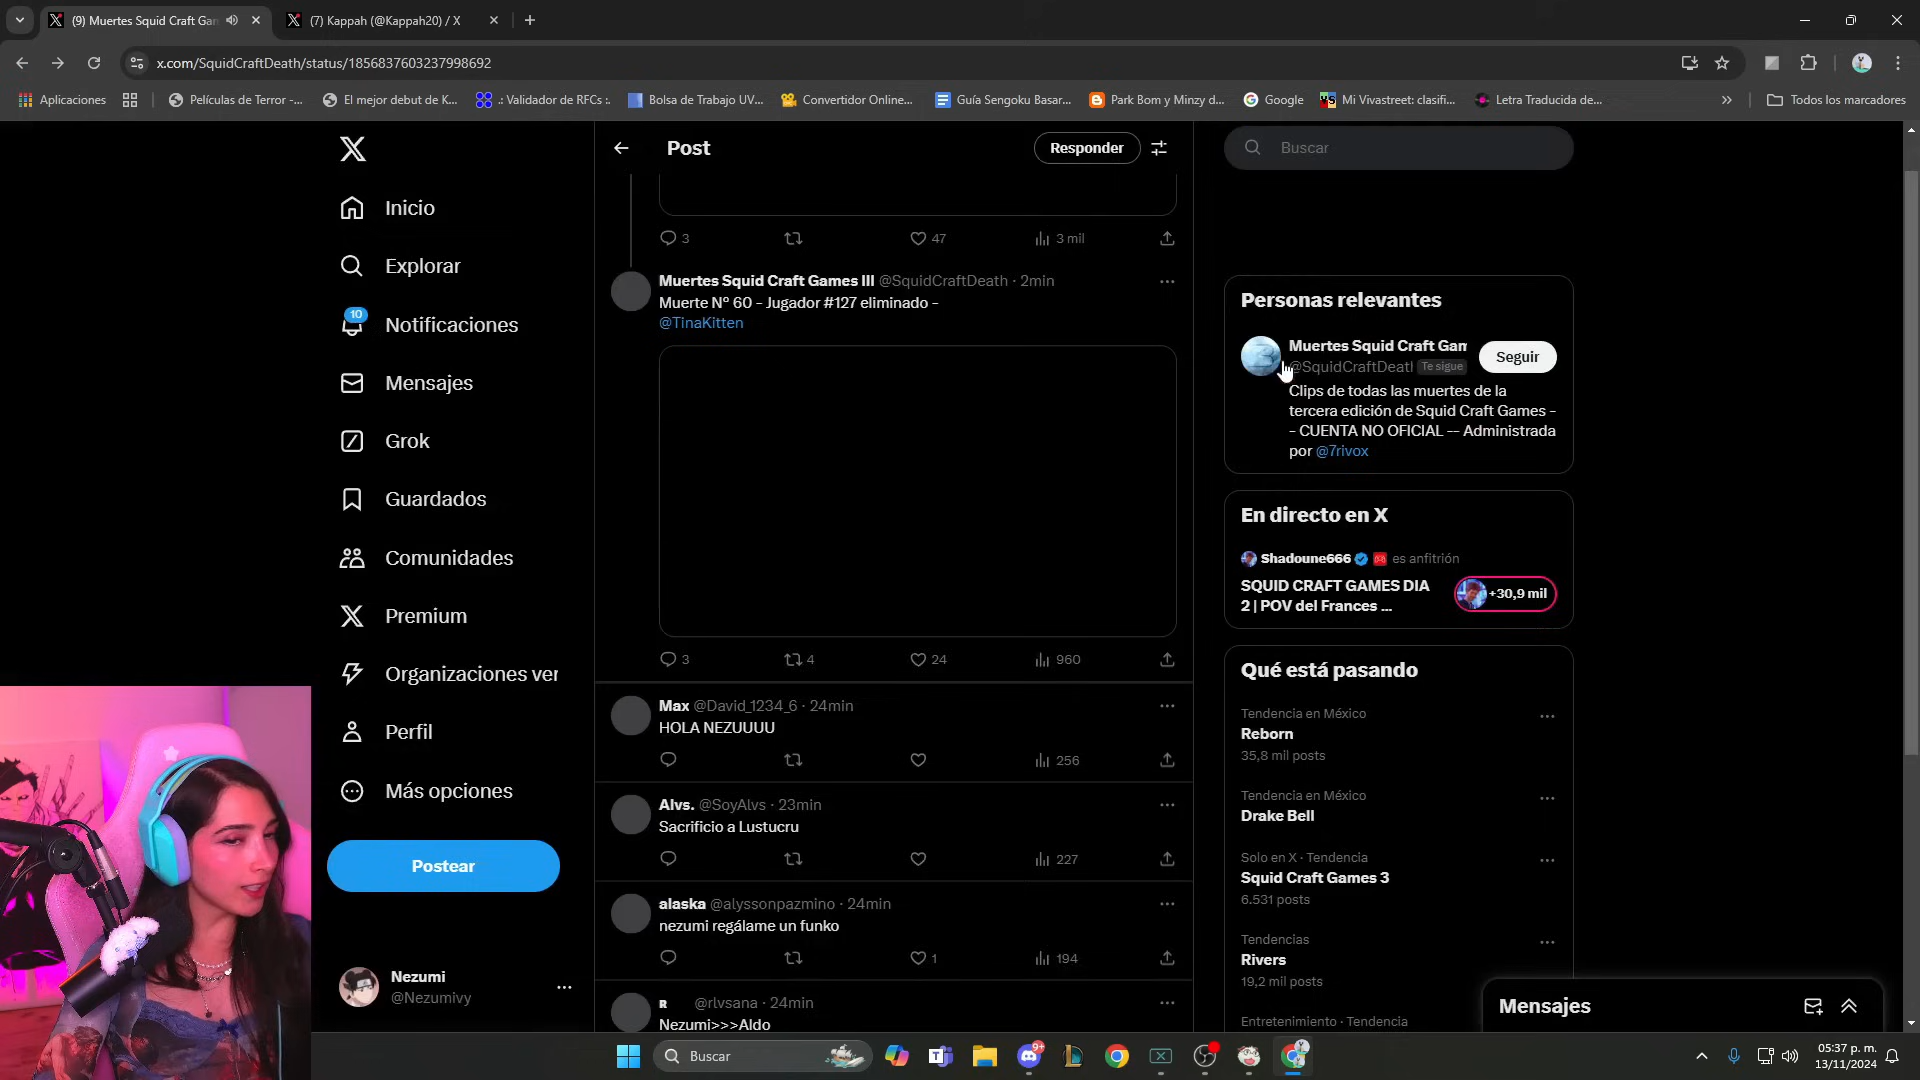 (9) Muertes Squid Craft Gan
(7) Kappah (@Kappah20) / X
x.com/SquidCraftDeath/status/1856837603237998692
Aplicaciones
Películas de Terror -...
El mejor debut de K...
.: Validador de RFCs :.
Bolsa de Trabajo UV...
Convertidor Online...
Guía Sengoku Basar...
Park Bom y Minzy d...
Google
Mi Vivastreet: clasifi...
Letra Traducida de...
»
Todos los marcadores
Inicio
Explorar
10
Notificaciones
Mensajes
Grok
Guardados
Comunidades
Premium
Organizaciones ver
Perfil
Más opciones
Postear
Nezumi
@Nezumivy
Post
Responder
3
47
3 mil
Muertes Squid Craft Games III @SquidCraftDeath · 2min
Muerte Nº 60 - Jugador #127 eliminado -
@TinaKitten
3
4
24
960
Max @David_1234_6 · 24min
HOLA NEZUUUU
256
Alvs. @SoyAlvs · 23min
Sacrificio a Lustucru
227
alaska @alyssonpazmino · 24min
nezumi regálame un funko
1
194
R @rlvsana · 24min
Nezumi>>>Aldo
Buscar
Personas relevantes
Muertes Squid Craft Gam
@SquidCraftDeatl Te sigue
Seguir
Clips de todas las muertes de la
tercera edición de Squid Craft Games -
- CUENTA NO OFICIAL -- Administrada
por @7rivox
En directo en X
Shadoune666 es anfitrión
SQUID CRAFT GAMES DIA
2 | POV del Frances ...
+30,9 mil
Qué está pasando
Tendencia en México
Reborn
35,8 mil posts
Tendencia en México
Drake Bell
Solo en X · Tendencia
Squid Craft Games 3
6.531 posts
Tendencias
Rivers
19,2 mil posts
Entretenimiento · Tendencia
Mensajes
Buscar
9+
05:37 p. m.
13/11/2024